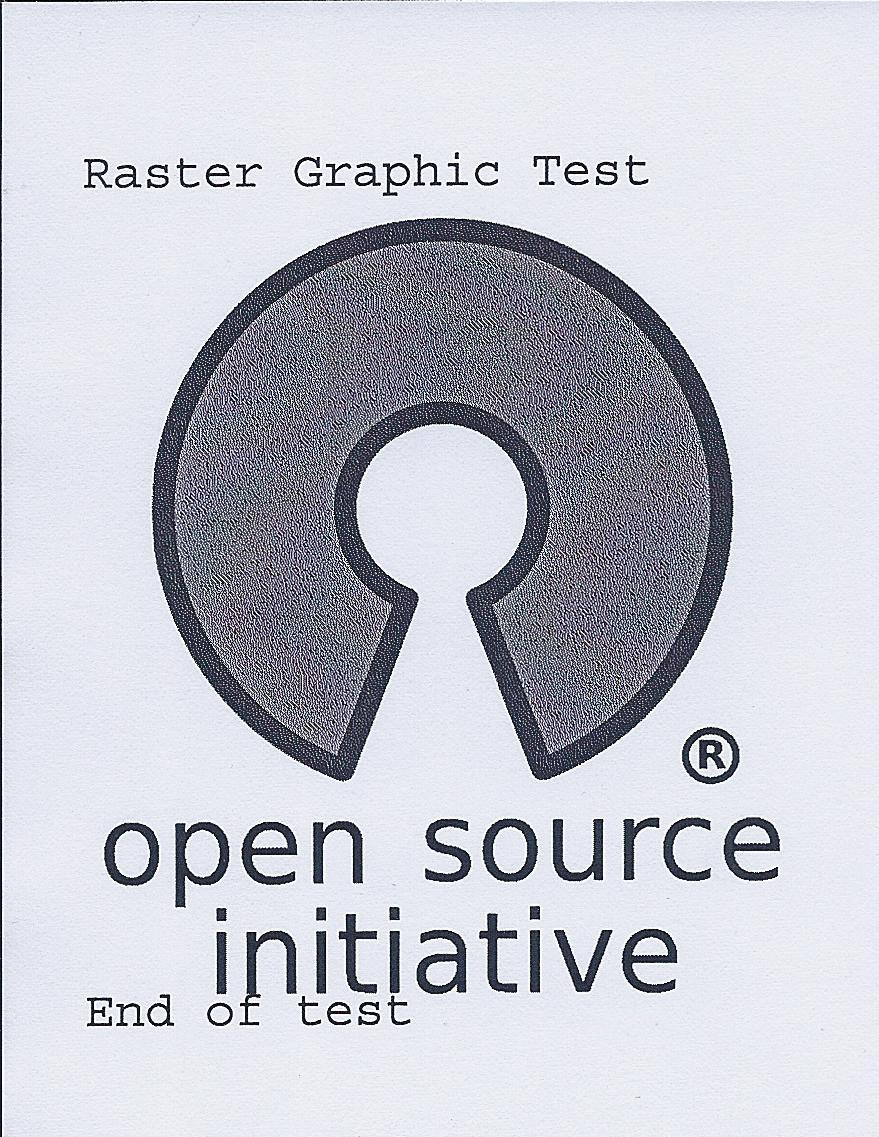 Raster Graphic Test
®
open source
initiative
End of test